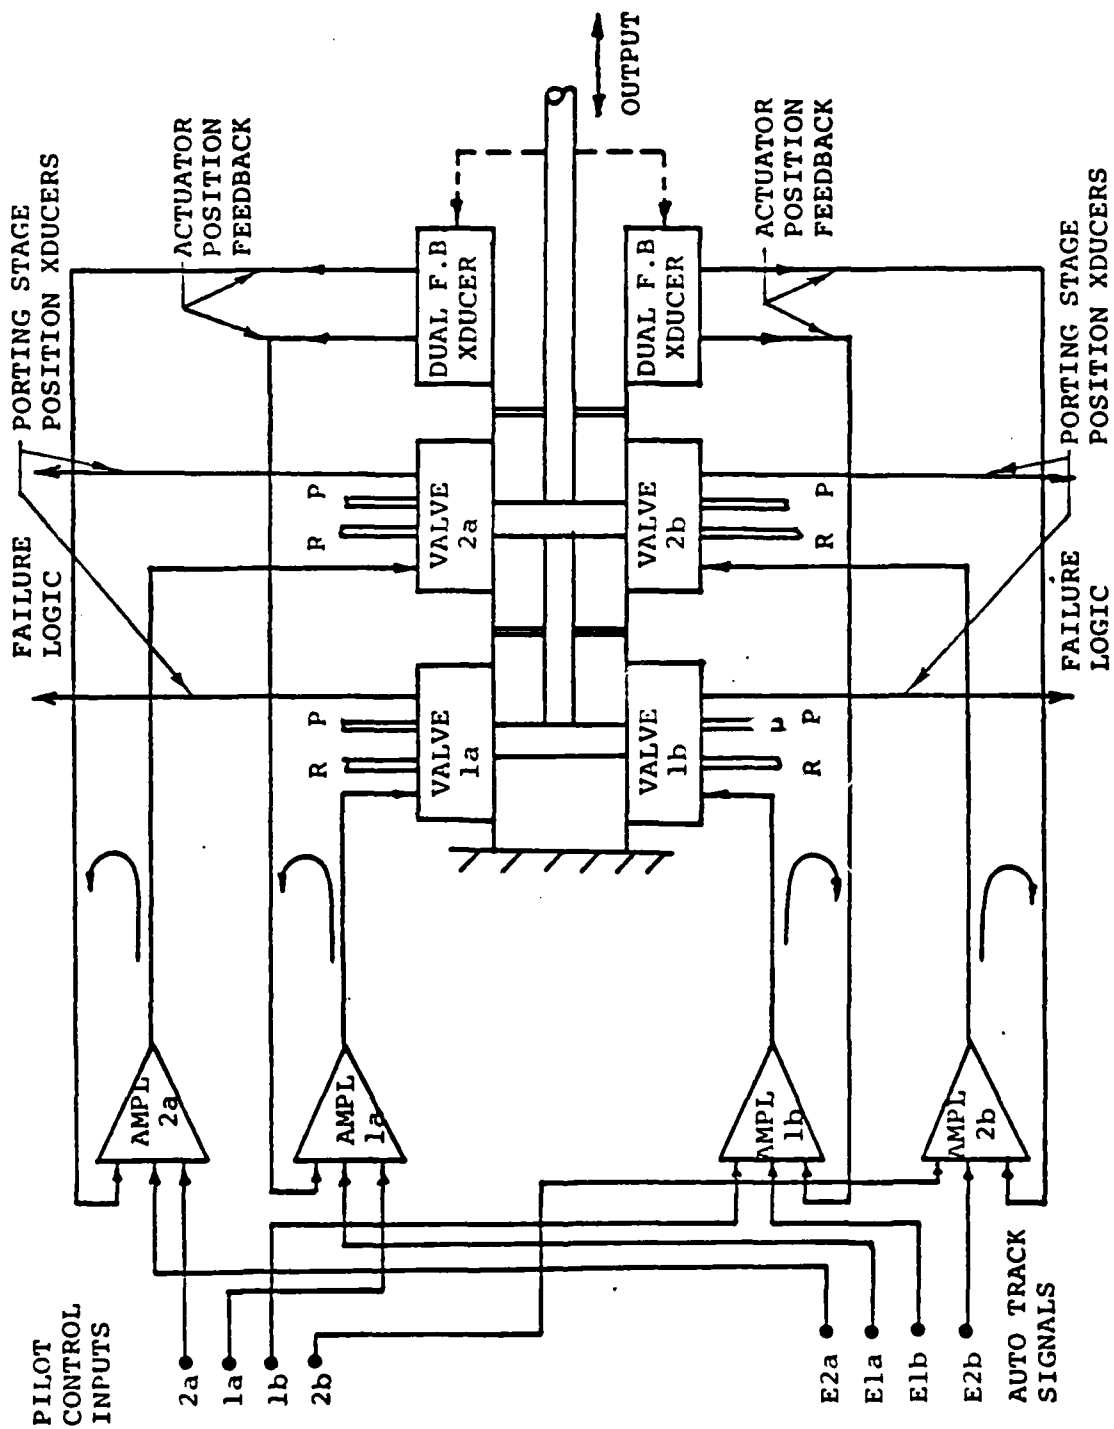 PORTING STAGE
POSITION XDUCERS
ACTUATOR
POSITION
FEEDBACK
FAILURE
LOGIC
PILOT
CONTROL
INPUTS
2a
1a
1b
2b
E2a
E1a
E1b
E2b
AUTO TRACK
SIGNALS
AMPL
2a
AMPL
1a
AMPL
1b
AMPL
2b
R
P
R
P
VALVE
1a
VALVE
2a
DUAL F.B
XDUCER
VALVE
1b
VALVE
2b
DUAL F.B
XDUCER
R
P
R
P
OUTPUT
ACTUATOR
POSITION
FEEDBACK
FAILURE
LOGIC
PORTING STAGE
POSITION XDUCERS